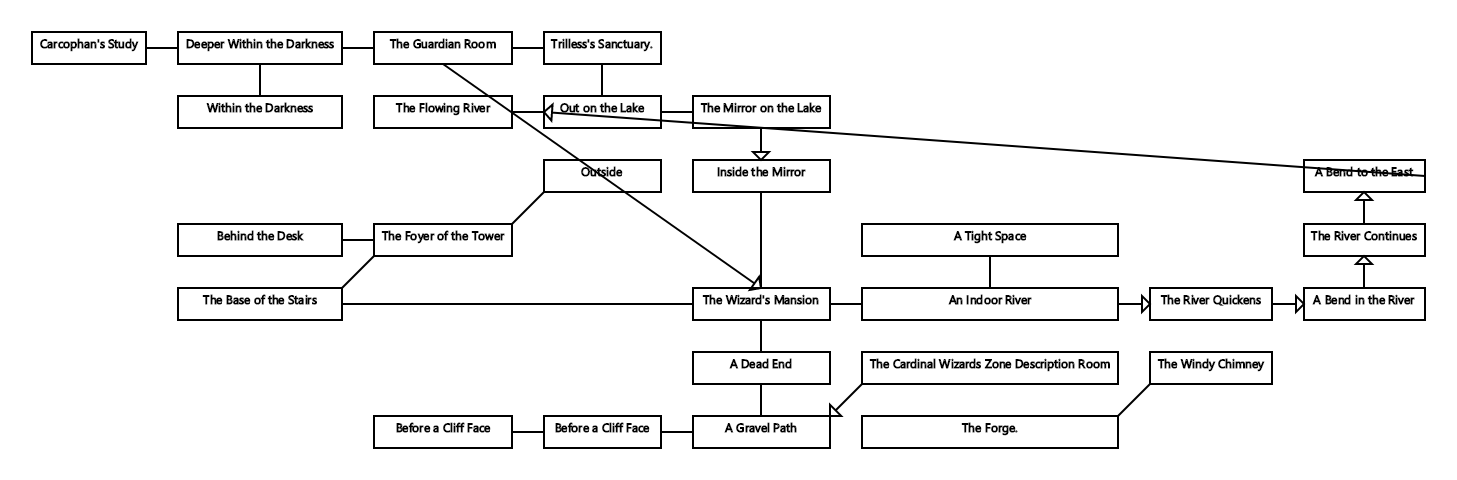 Carcophan's Study
Deeper Within the Darkness
The Guardian Room
Trilless's Sanctuary.
Within the Darkness
The Flowing River
Out on the Lake
The Mirror on the Lake
Outside
Inside the Mirror
A Bend to the East
Behind the Desk
The Foyer of the Tower
A Tight Space
The River Continues
The Base of the Stairs
The Wizard's Mansion
An Indoor River
The River Quickens
A Bend in the River
A Dead End
The Cardinal Wizards Zone Description Room
The Windy Chimney
Before a Cliff Face
Before a Cliff Face
A Gravel Path
The Forge.